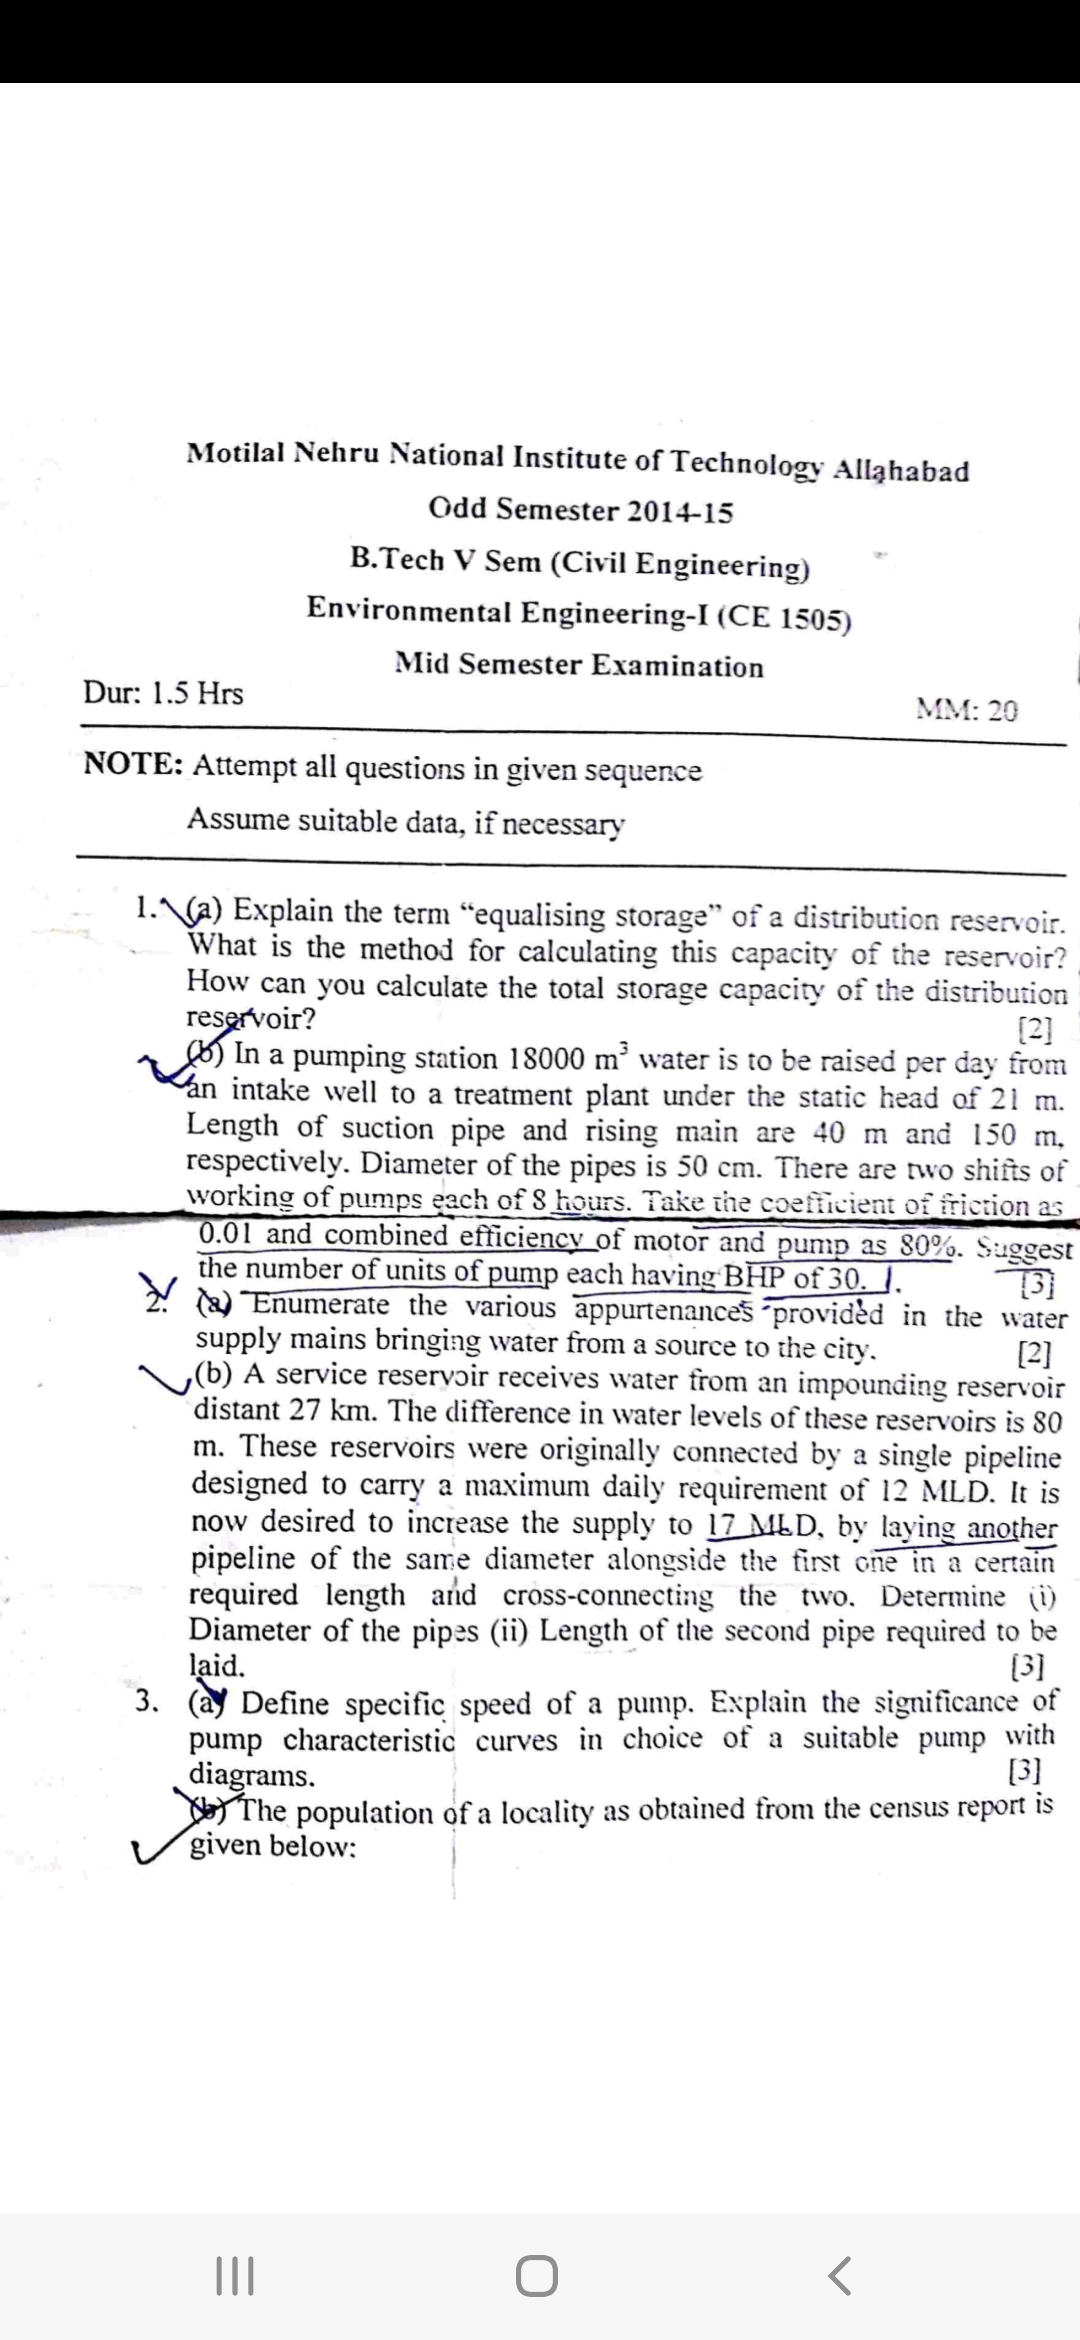 Motilal Nehru National Institute of Technology Allahabad
Odd Semester 2014-15
B.Tech V Sem (Civil Engineering)
Environmental Engineering-I (CE 1505)
Mid Semester Examination
Dur: 1.5 Hrs
MM: 20
NOTE: Attempt all questions in given sequence
Assume suitable data, if necessary
1. (a) Explain the term “equalising storage” of a distribution reservoir.
What is the method for calculating this capacity of the reservoir?
How can you calculate the total storage capacity of the distribution
reservoir? [2]
(b) In a pumping station 18000 m³ water is to be raised per day from
an intake well to a treatment plant under the static head of 21 m.
Length of suction pipe and rising main are 40 m and 150 m,
respectively. Diameter of the pipes is 50 cm. There are two shifts of
working of pumps each of 8 hours. Take the coefficient of friction as
0.01 and combined efficiency of motor and pump as 80%. Suggest
the number of units of pump each having BHP of 30. [3]
2. (a) Enumerate the various appurtenances provided in the water
supply mains bringing water from a source to the city. [2]
(b) A service reservoir receives water from an impounding reservoir
distant 27 km. The difference in water levels of these reservoirs is 80
m. These reservoirs were originally connected by a single pipeline
designed to carry a maximum daily requirement of 12 MLD. It is
now desired to increase the supply to 17 MLD, by laying another
pipeline of the same diameter alongside the first one in a certain
required length and cross-connecting the two. Determine (i)
Diameter of the pipes (ii) Length of the second pipe required to be
laid. [3]
3. (a) Define specific speed of a pump. Explain the significance of
pump characteristic curves in choice of a suitable pump with
diagrams. [3]
(b) The population of a locality as obtained from the census report is
given below: